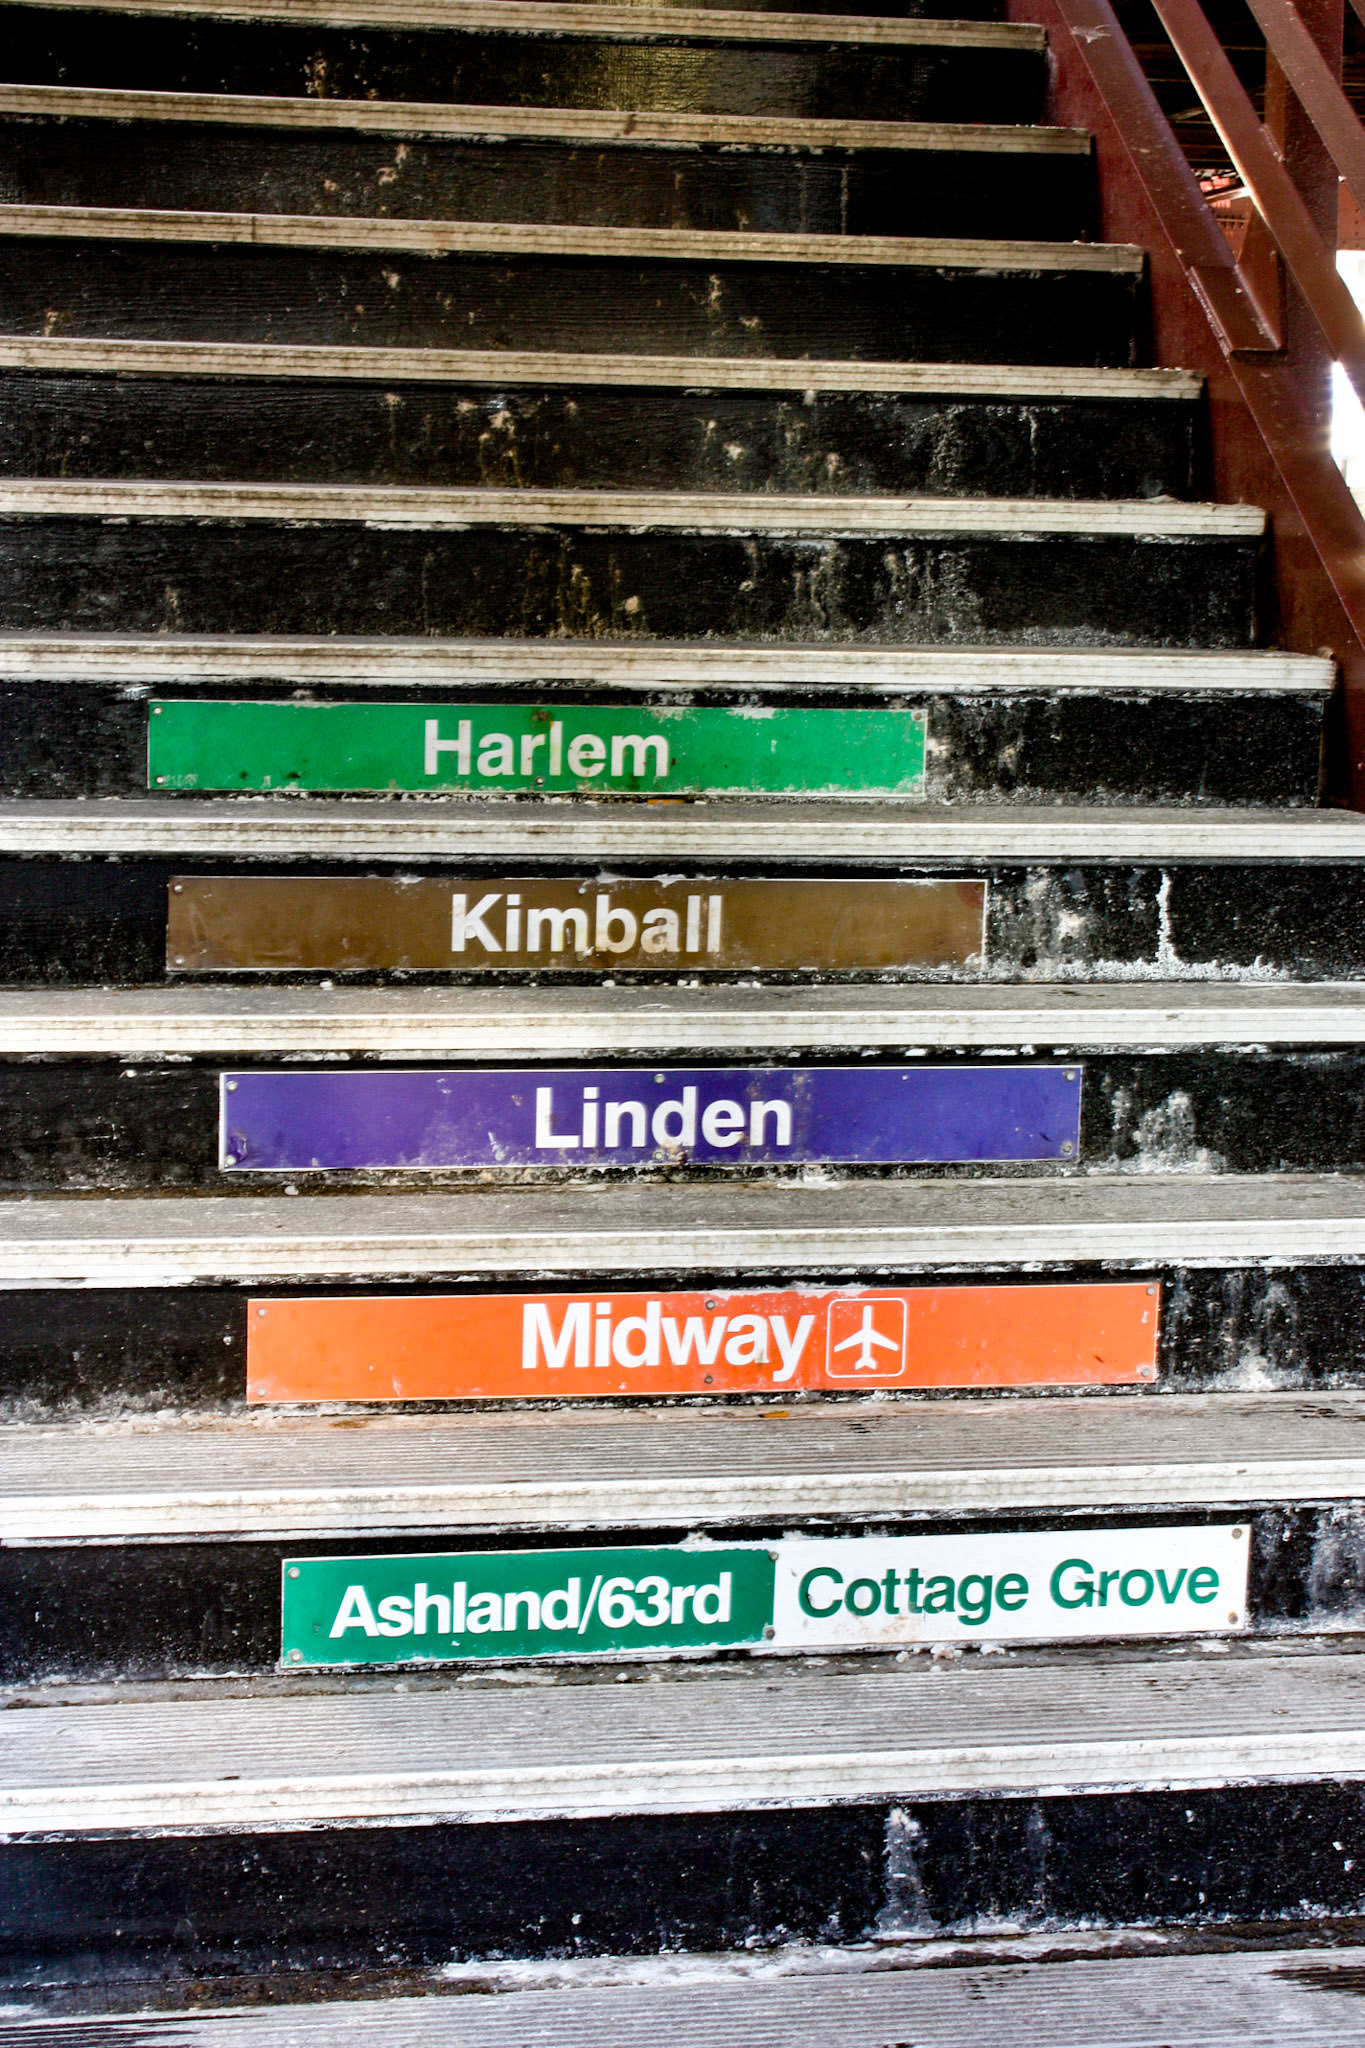 Harlem
Kimball
Linden
Midway
Ashland/63rd Cottage Grove